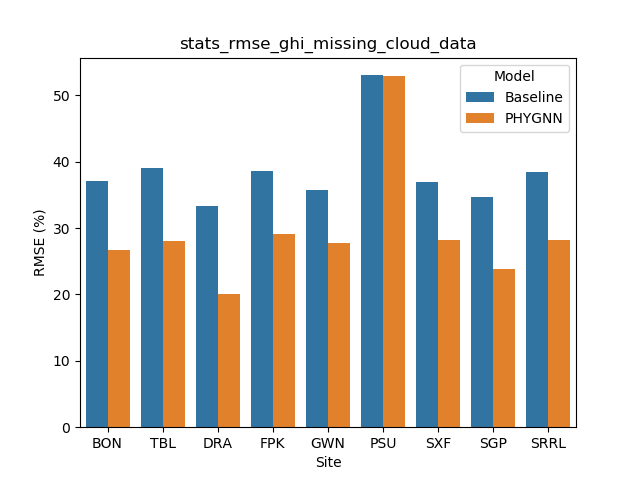 stats_rmse_ghi_missing_cloud_data
Model
Baseline
PHYGNN
RMSE (%)
50
40
30
20
10
0
BON TBL DRA FPK GWN PSU SXF SGP SRRL
Site